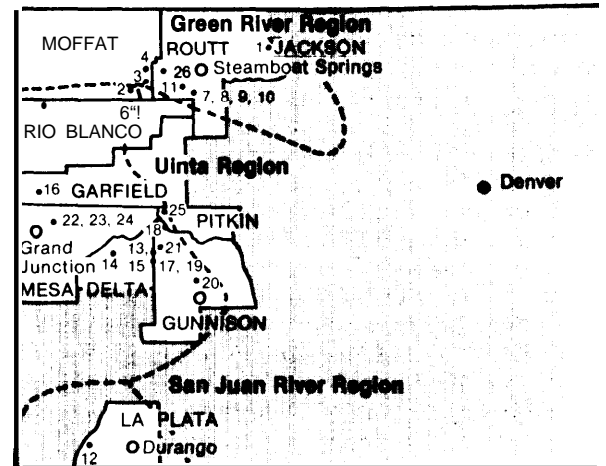 Green River Region
MOFFAT
ROUTT
1 JACKSON
4
3
26
Steamboat Springs
2
11
7, 8, 9, 10
6"!
RIO BLANCO
Uinta Region
16
GARFIELD
Denver
25
PITKIN
22, 23, 24
18
Grand
Junction
13,
21
14
15
17, 19
20
MESA DELTA
GUNNISON
San Juan River Region
LA PLATA
Durango
12